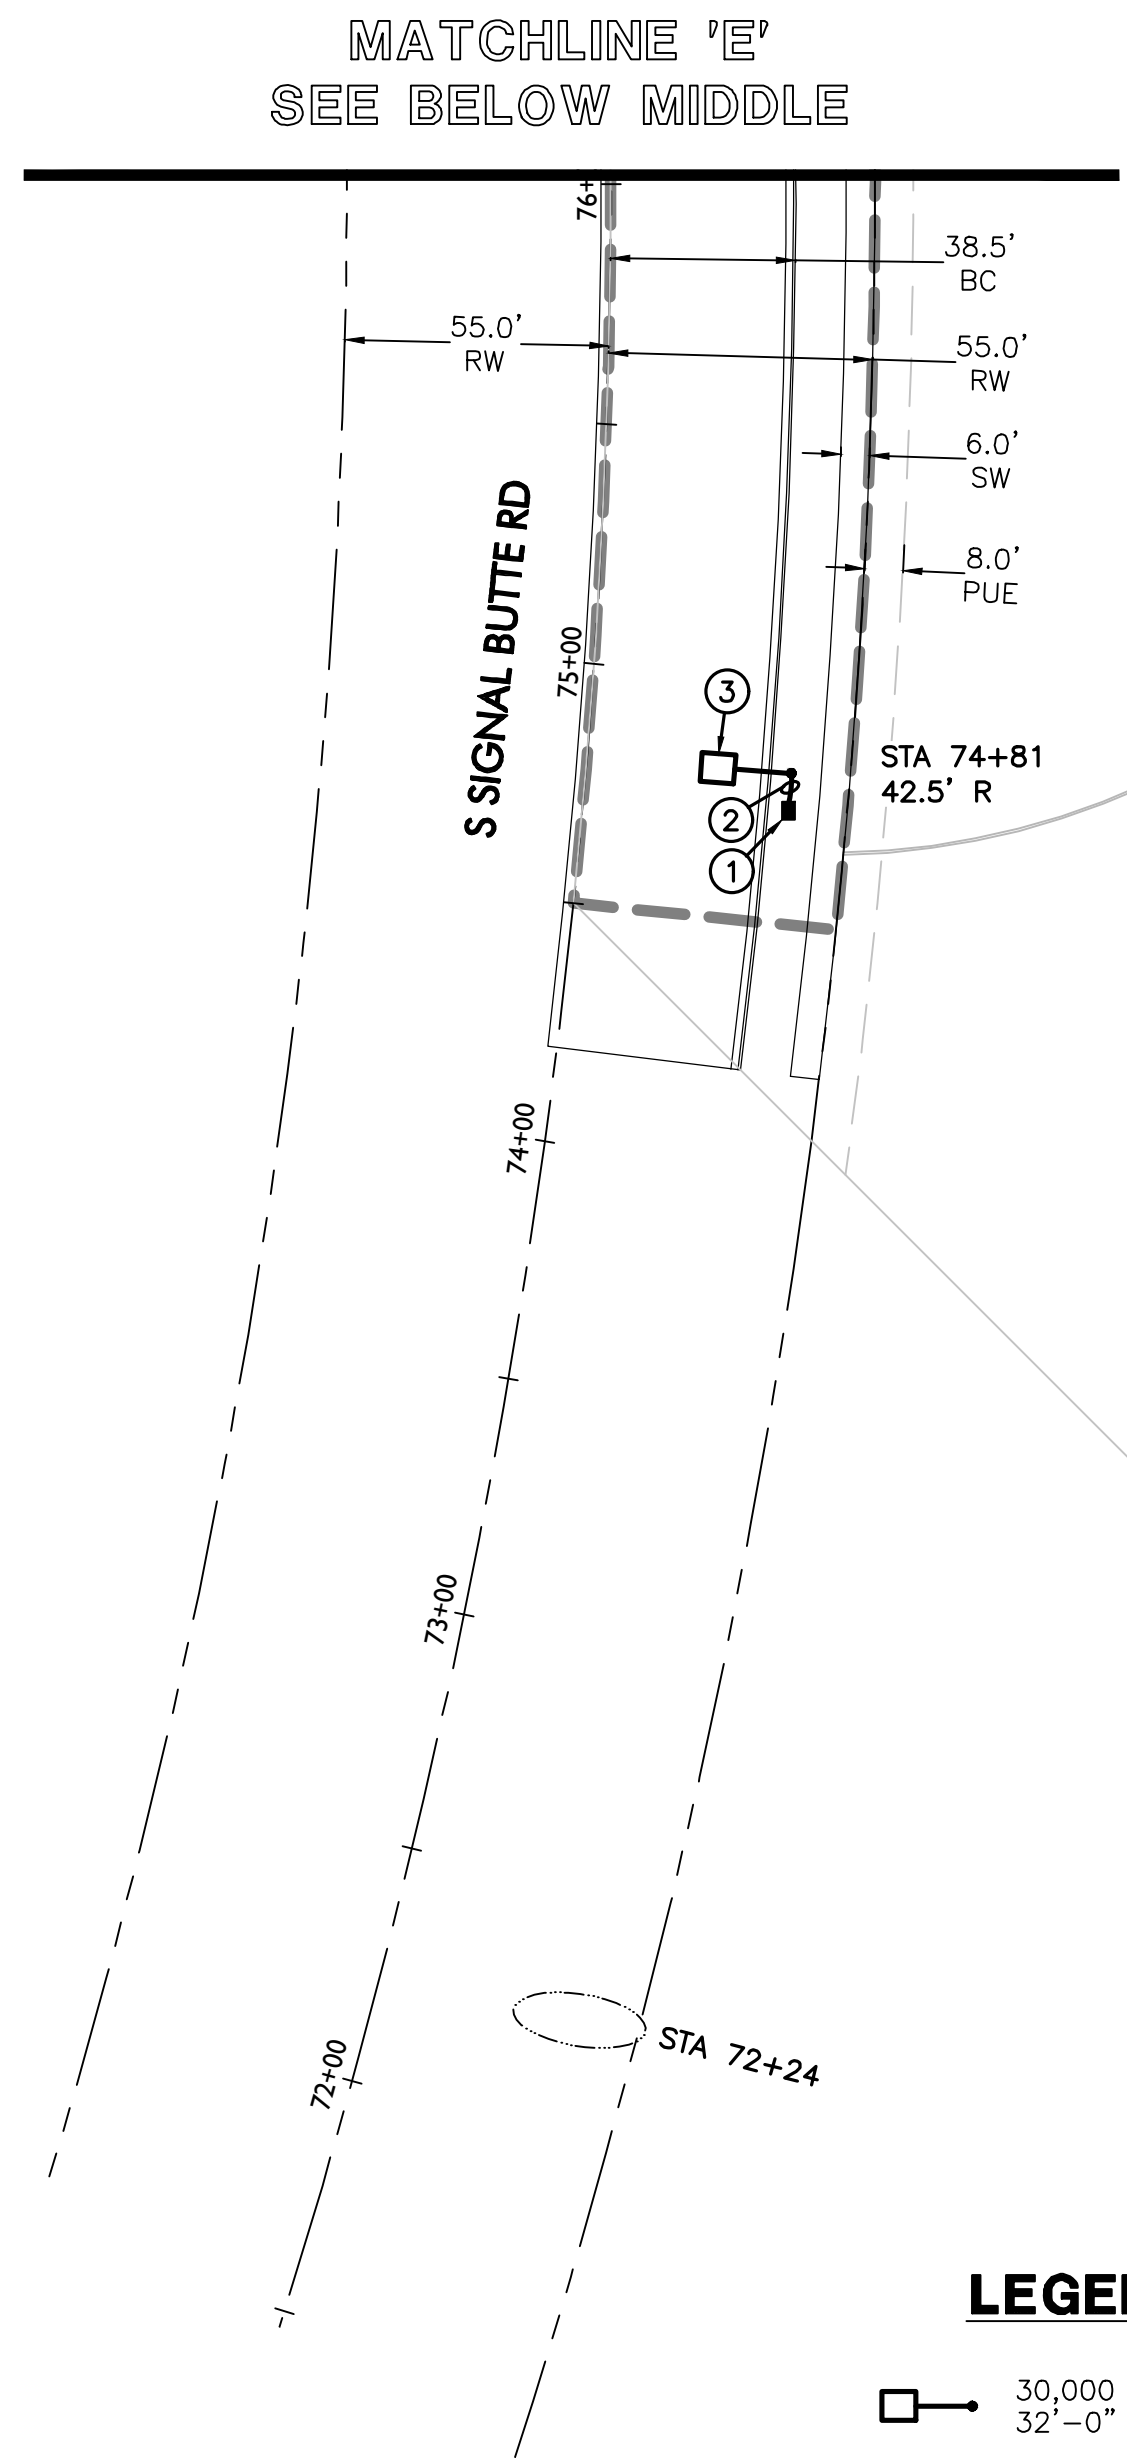 MATCHLINE 'E'
SEE BELOW MIDDLE
76+
38.5'
BC
55.0'
RW
55.0'
RW
6.0'
SW
S SIGNAL BUTTE RD
8.0'
PUE
75+00
3
STA 74+81
42.5' R
2
1
74+00
73+00
STA 72+24
72+00
LEGE
30,000
32'-0"